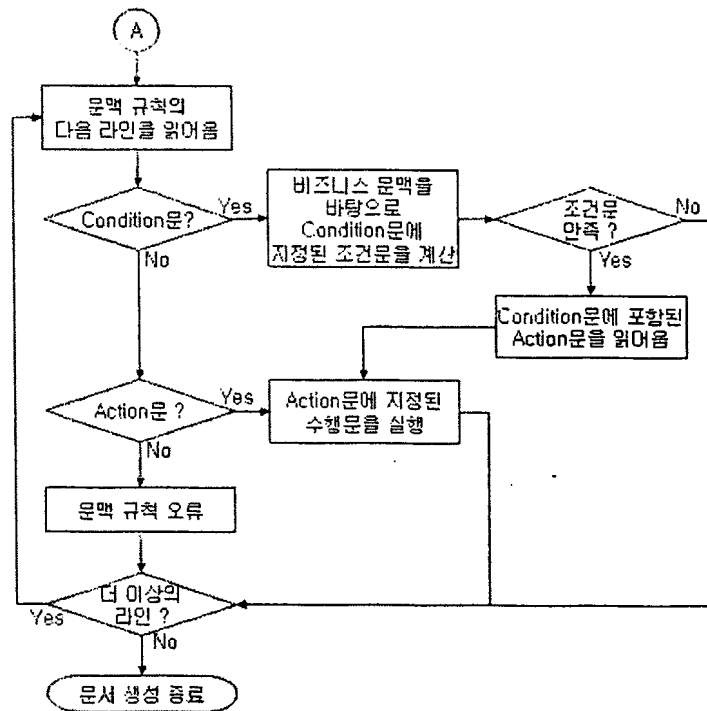 A
문맥 규칙의
다음 라인를 읽어옴
Condition문?
Yes
No
비즈니스 문맥을
바탕으로
Condition문에
지정된 조건문을 계산
조건문
만족 ?
No
Yes
Condition문에 포함된
Action문을 읽어옴
Action문 ?
Yes
No
Action문에 지정된
수행문을 실행
문맥 규칙 오류
더 이상의
라인 ?
Yes
No
문서 생성 종료